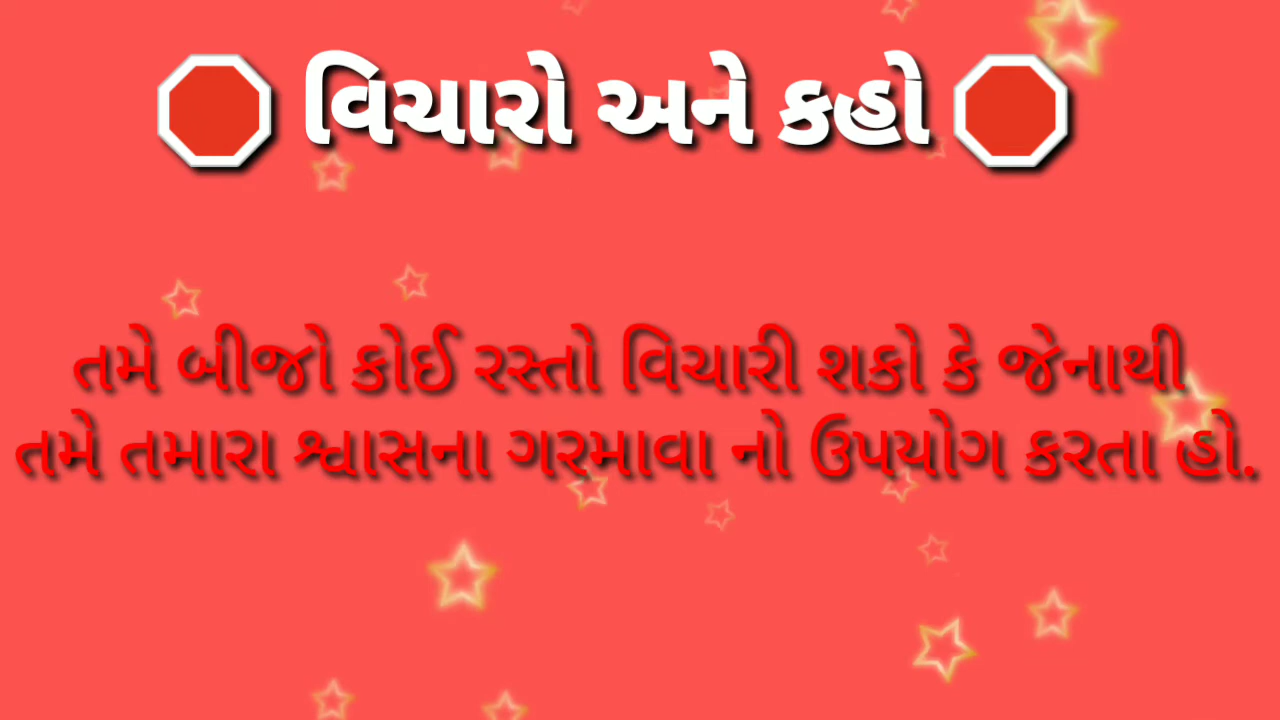 વિચારો અને કહો
તમે બીજો કોઈ રસ્તો વિચારી શકો કે જેનાથી
તમે તમારા શ્વાસના ગરમાવા નો ઉપયોગ કરતા હો.